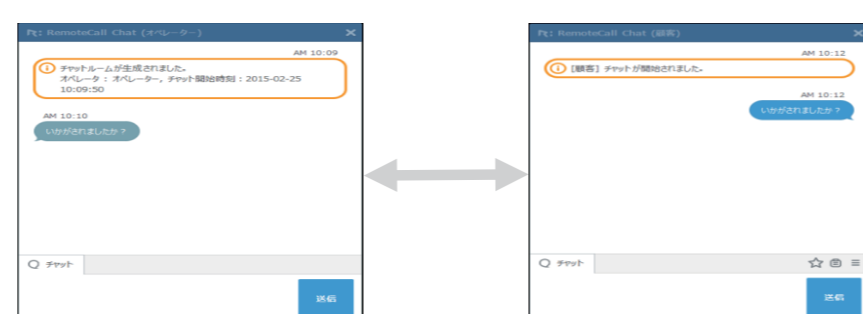 RemoteCall Chat (オペレーター)
AM 10:09
チャットルームが生成されました。
オペレータ : オペレーター, チャット開始時刻 : 2015-02-25
10:09:50
AM 10:10
いかがされましたか?
チャット
送信
RemoteCall Chat (顧客)
AM 10:12
[顧客] チャットが開始されました。
AM 10:12
いかがされましたか?
チャット
送信